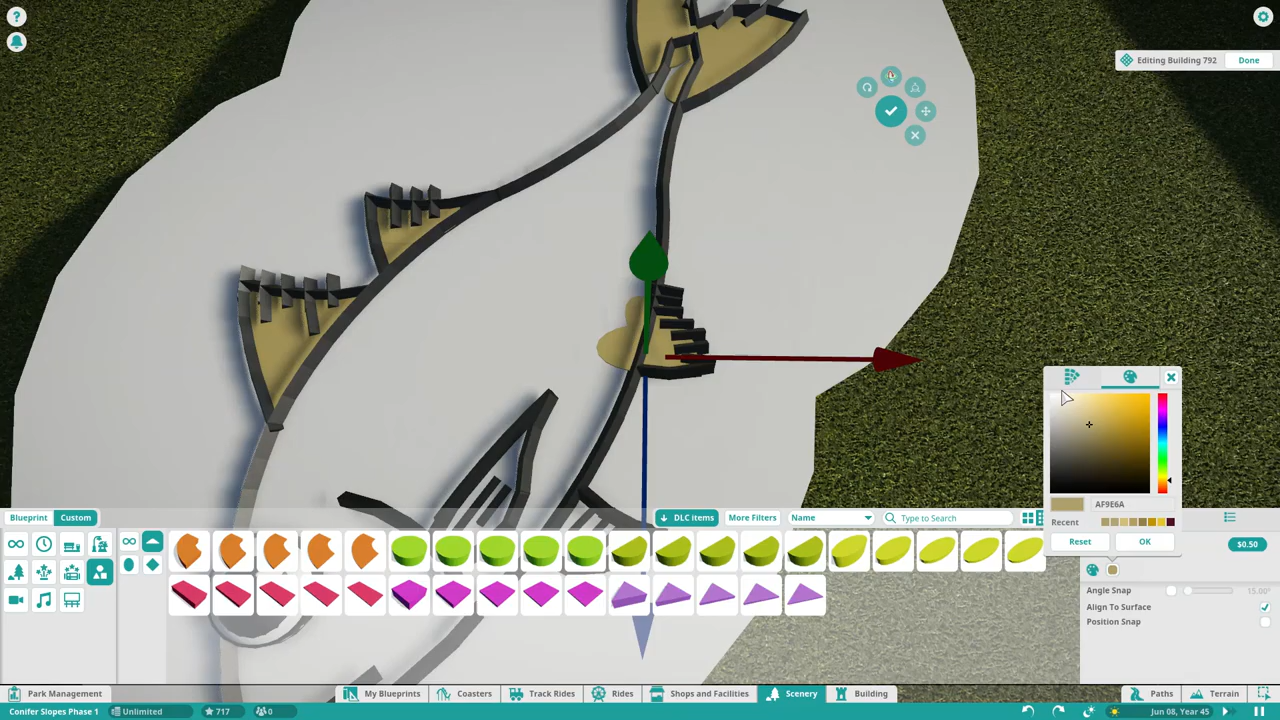 Editing Building 792
Done
AF9E6A
Recent
Reset
OK
Blueprint
Custom
DLC items
More Filters
Name
Type to Search
$0.50
Angle Snap
15.00°
Align To Surface
Position Snap
Park Management
My Blueprints
Coasters
Track Rides
Rides
Shops and Facilities
Scenery
Building
Paths
Terrain
Conifer Slopes Phase 1
Unlimited
717
0
Jun 08, Year 45